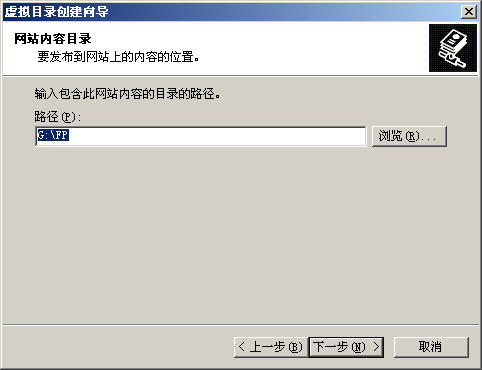 虚拟目录创建向导
网站内容目录
要发布到网站上的内容的位置。
输入包含此网站内容的目录的路径。
路径(P):
G:\FP
浏览(R)...
< 上一步(B)
下一步(N) >
取消